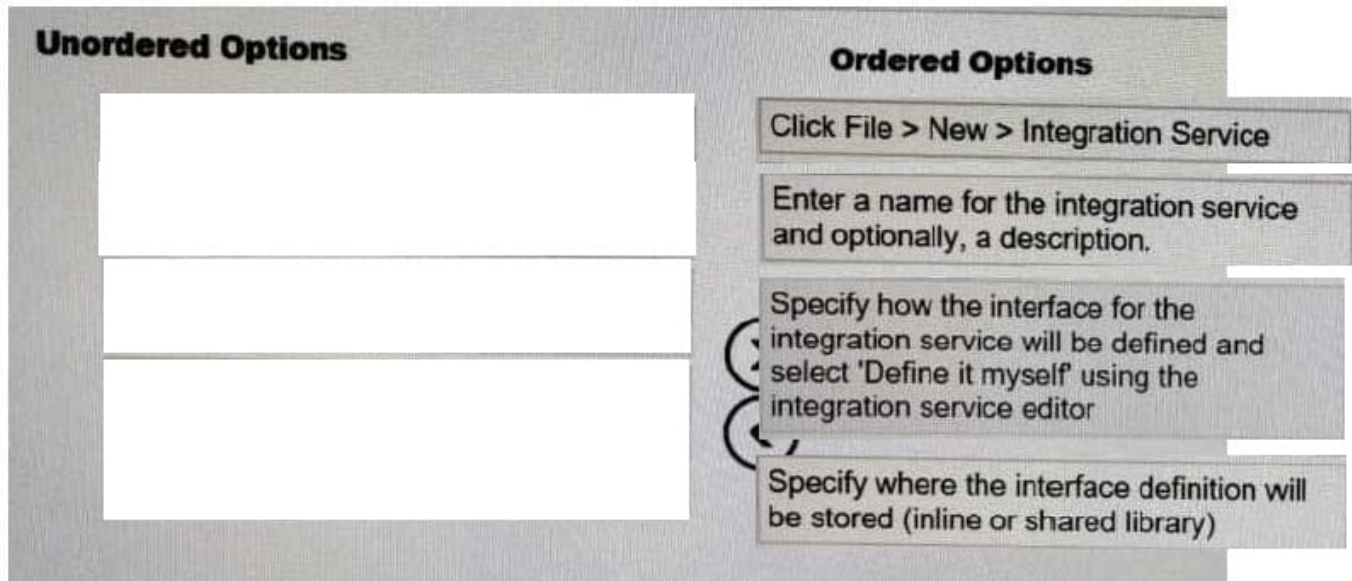 Unordered Options
Ordered Options
Click File > New > Integration Service
Enter a name for the integration service
and optionally, a description.
Specify how the interface for the
integration service will be defined and
select 'Define it myself' using the
integration service editor
Specify where the interface definition will
be stored (inline or shared library)